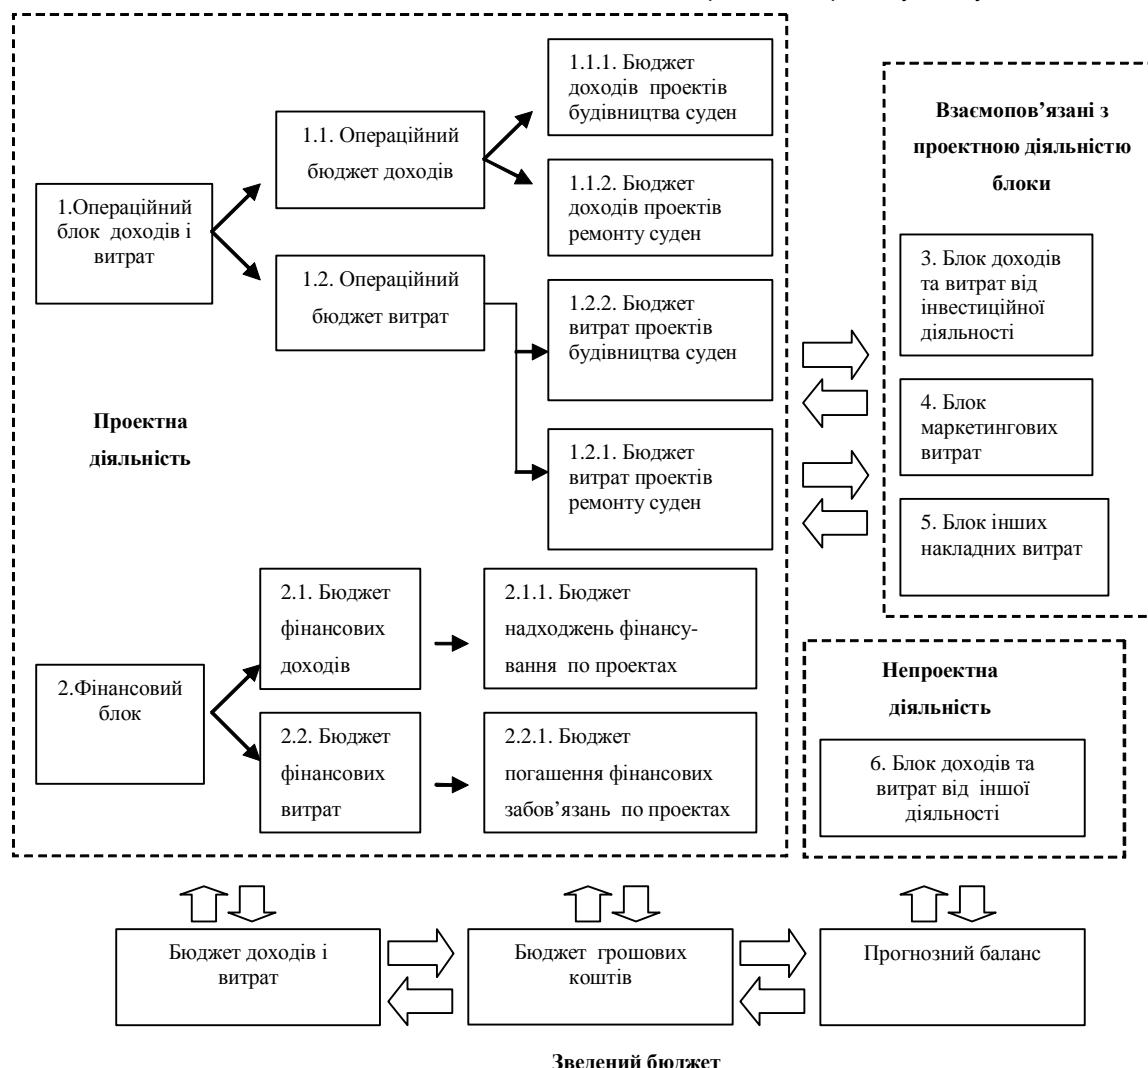 1.1.1. Бюджет
доходів проектів
будівництва суден
1.1. Операційний
бюджет доходів
1.1.2. Бюджет
доходів проектів
ремонту суден
1.Операційний
блок доходів і
витрат
1.2. Операційний
бюджет витрат
1.2.2. Бюджет
витрат проектів
будівництва суден
1.2.1. Бюджет
витрат проектів
ремонту суден
Проектна
діяльність
2.1. Бюджет
фінансових
доходів
2.1.1. Бюджет
надходжень фінансу-
вання по проектах
2.Фінансовий
блок
2.2. Бюджет
фінансових
витрат
2.2.1. Бюджет
погашення фінансових
забов’язань по проектах
Взаємопов’язані з
проектною діяльністю
блоки
3. Блок доходів
та витрат від
інвестиційної
діяльності
4. Блок
маркетингових
витрат
5. Блок інших
накладних витрат
Непроектна
діяльність
6. Блок доходів та
витрат від іншої
діяльності
Бюджет доходів і
витрат
Бюджет грошових
коштів
Прогнозний баланс
Зведений бюджет